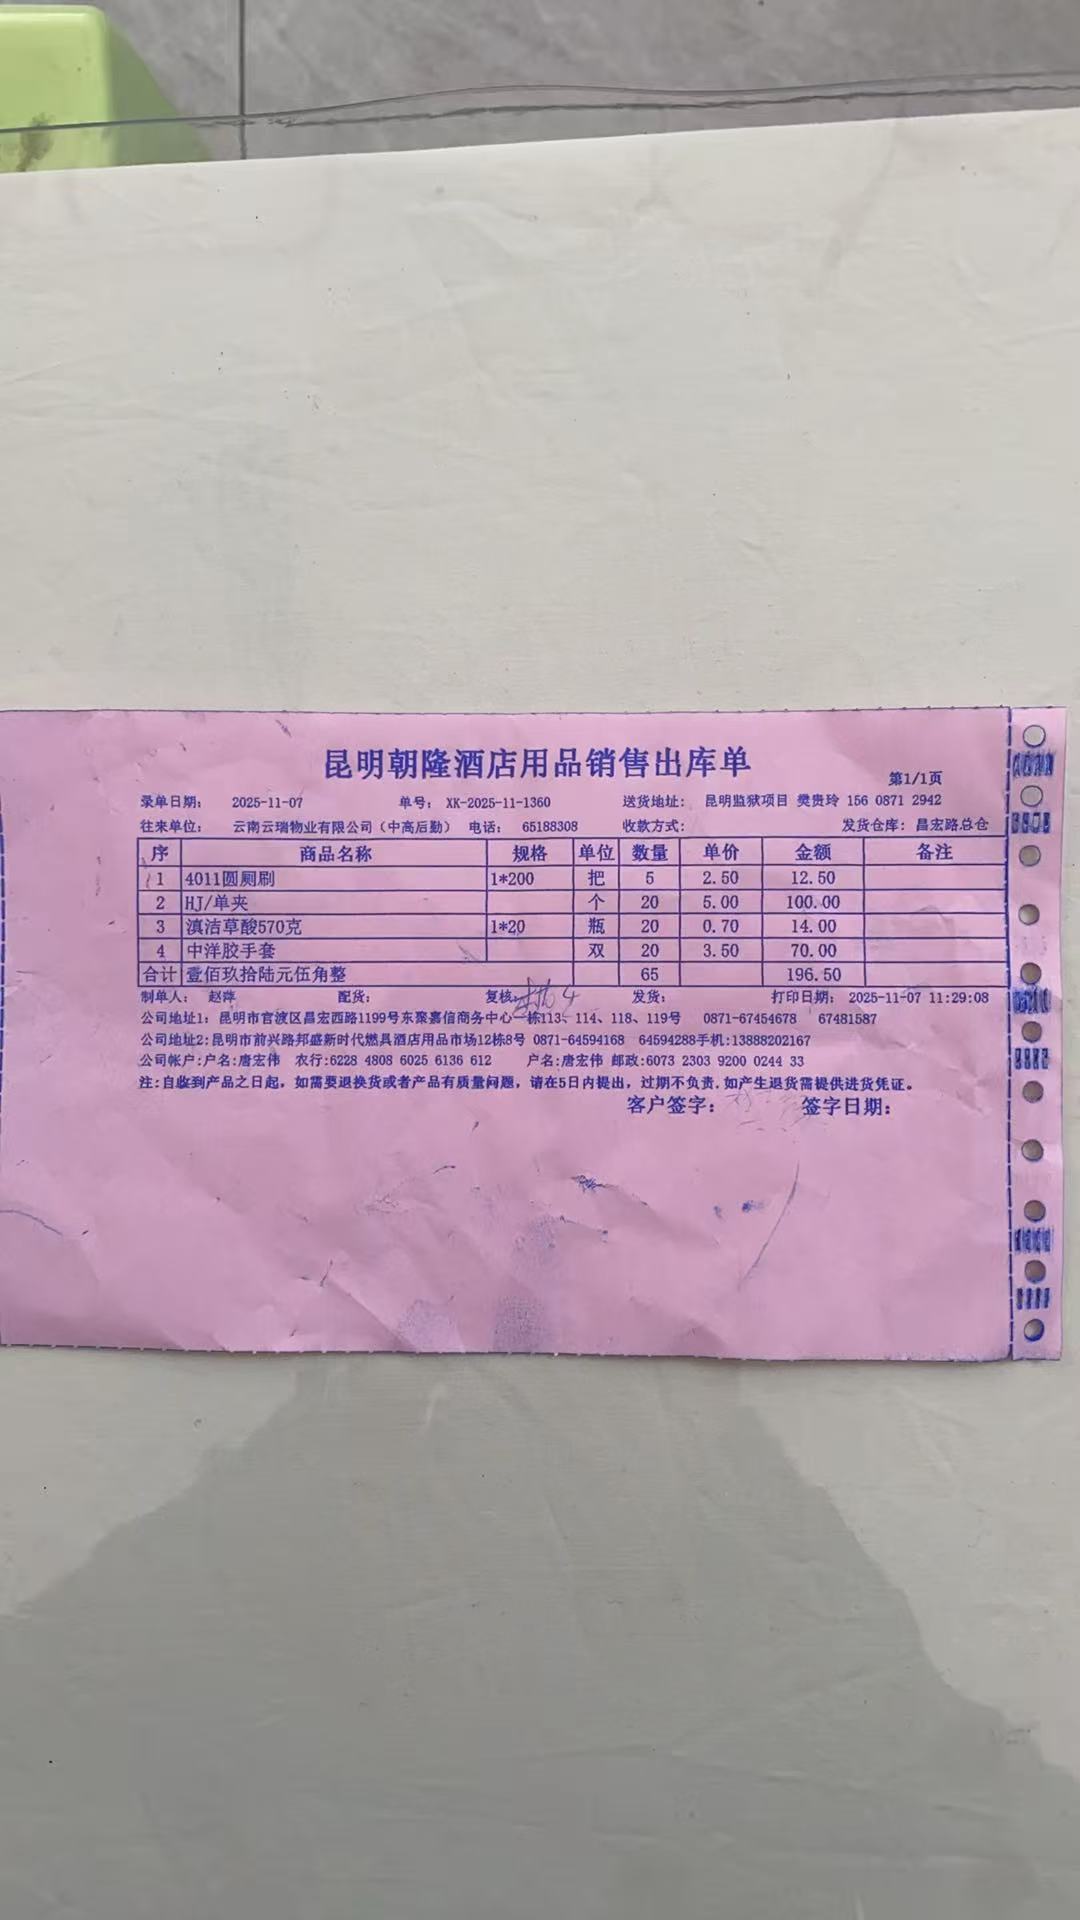 昆明朝隆酒店用品销售出库单
第1/1页
录单日期: 2025-11-07 单号: XK-2025-11-1360 送货地址: 昆明监狱项目 樊贵玲 156 0871 2942
往来单位: 云南云瑞物业有限公司(中高后勤) 电话: 65188308 收款方式: 发货仓库: 昌宏路总仓
序 商品名称 规格 单位 数量 单价 金额 备注
1 4011圆厕刷 1*200 把 5 2.50 12.50
2 HJ/单夹 个 20 5.00 100.00
3 滇洁草酸570克 1*20 瓶 20 0.70 14.00
4 中洋胶手套 双 20 3.50 70.00
合计 壹佰玖拾陆元伍角整 65 196.50
制单人: 赵萍 配货: 复核: 发货: 打印日期: 2025-11-07 11:29:08
公司地址1: 昆明市官渡区昌宏西路1199号东聚嘉信商务中心一栋113、114、118、119号 0871-67454678 67481587
公司地址2:昆明市前兴路邦盛新时代燃具酒店用品市场12栋8号 0871-64594168 64594288手机:13888202167
公司帐户:户名:唐宏伟 农行:6228 4808 6025 6136 612 户名:唐宏伟 邮政:6073 2303 9200 0244 33
注:自收到产品之日起，如需要退换货或者产品有质量问题，请在5日内提出，过期不负责.如产生退货需提供进货凭证。
客户签字: 签字日期: